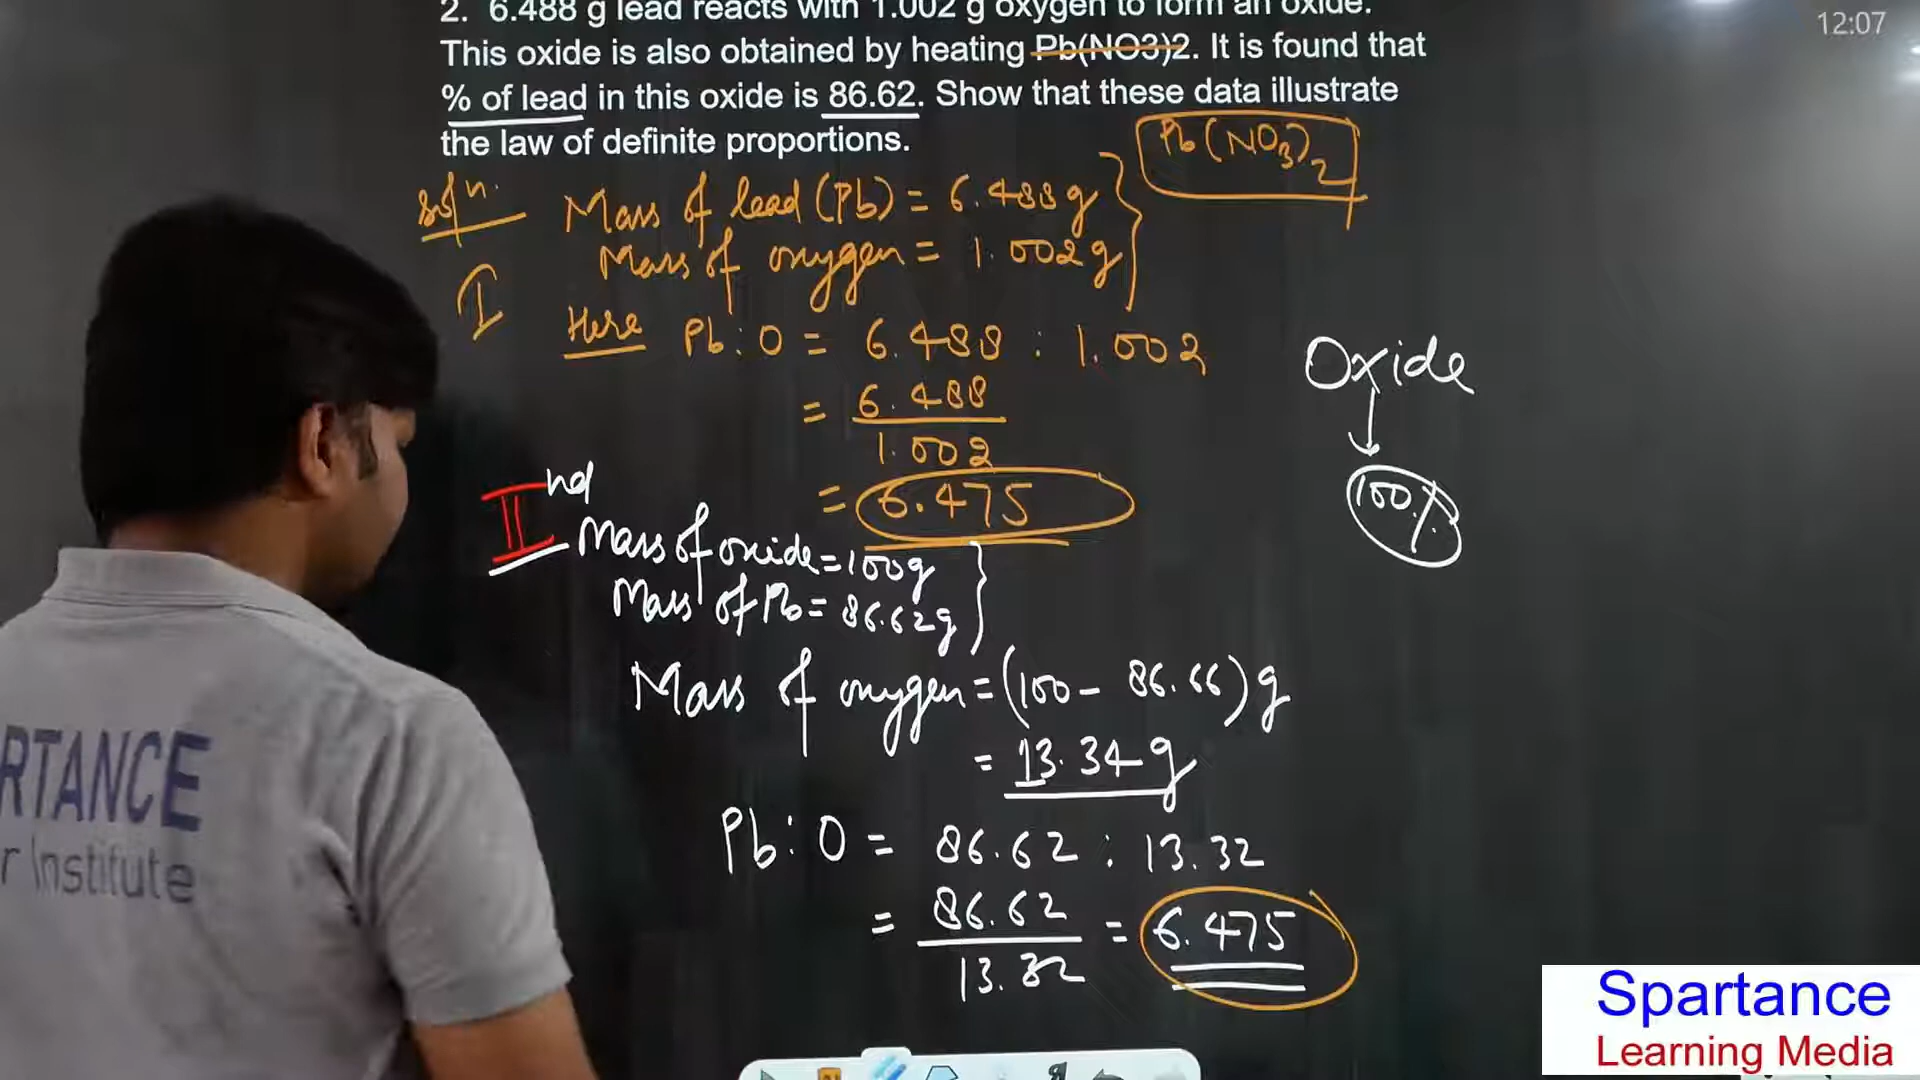 12:07
2. 6.488 g lead reacts with 1.002 g oxygen to form an oxide.
This oxide is also obtained by heating Pb(NO3)2. It is found that
% of lead in this oxide is 86.62. Show that these data illustrate
the law of definite proportions.
Pb(NO3)2
Sol^n.
Mass of lead (Pb) = 6.488g
Mass of oxygen = 1.002g
I
Here Pb : O = 6.488 : 1.002
= 6.488
1.002
= 6.475
Oxide
100%
II nd
Mass of oxide = 100g
Mass of Pb = 86.62g
Mass of oxygen = (100 - 86.66) g
= 13.34 g
Pb : O = 86.62 : 13.32
= 86.62
13.32
= 6.475
RTANCE
r Institute
Spartance
Learning Media